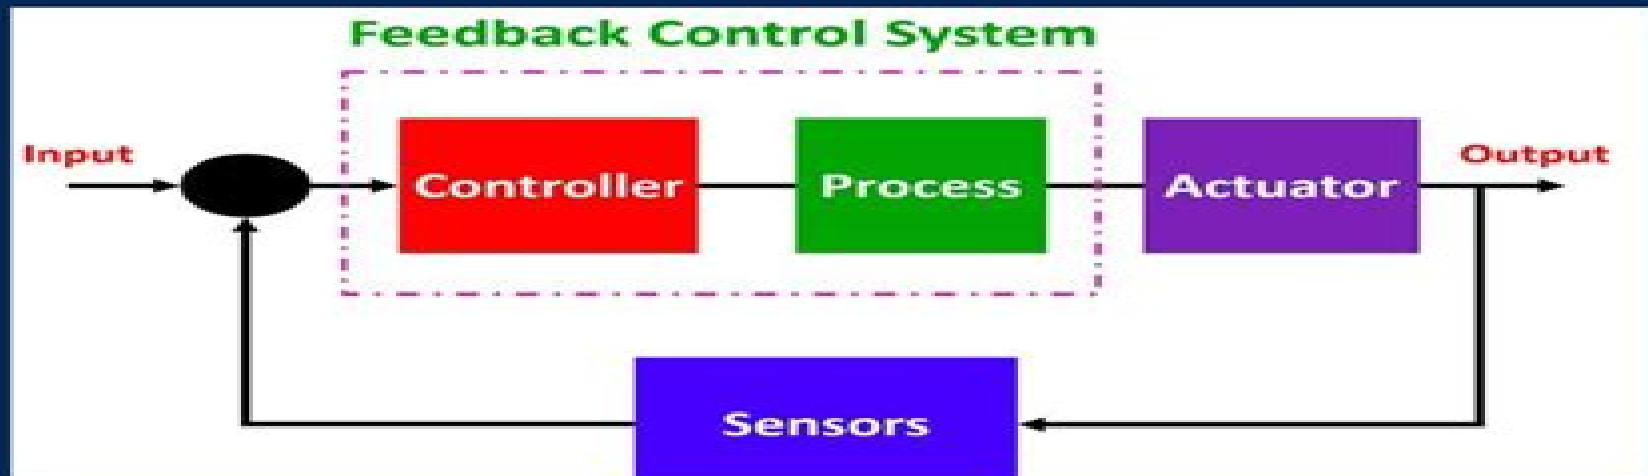 Feedback Control System
Input
Controller
Process
Actuator
Output
Sensors